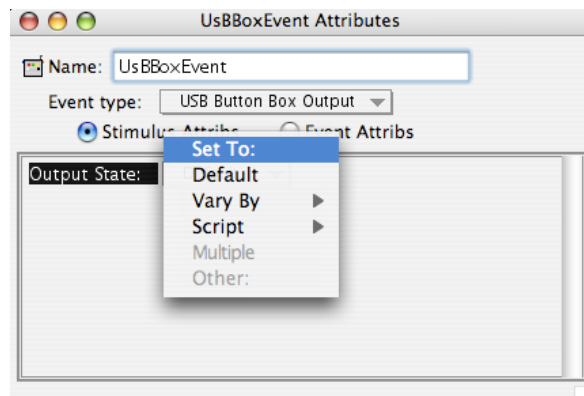 UsBBoxEvent Attributes
Name: UsBBoxEvent
Event type: USB Button Box Output
Stimulus Attribs Event Attribs
Set To:
Output State: Default
Vary By
Script
Multiple
Other: